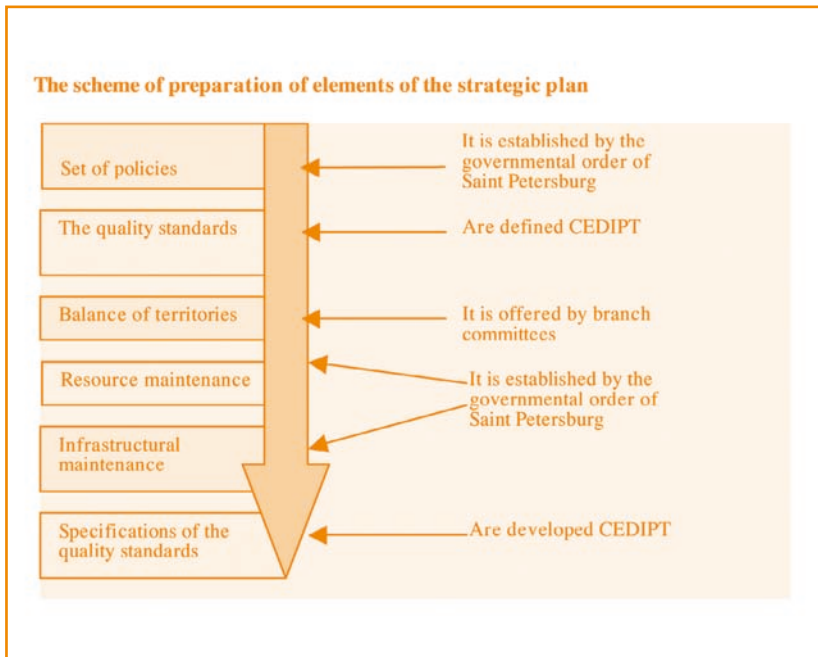 The scheme of preparation of elements of the strategic plan
Set of policies
It is established by the
governmental order of
Saint Petersburg
The quality standards
Are defined CEDIPT
Balance of territories
It is offered by branch
committees
Resource maintenance
It is established by the
governmental order of
Saint Petersburg
Infrastructural
maintenance
Specifications of the
quality standards
Are developed CEDIPT